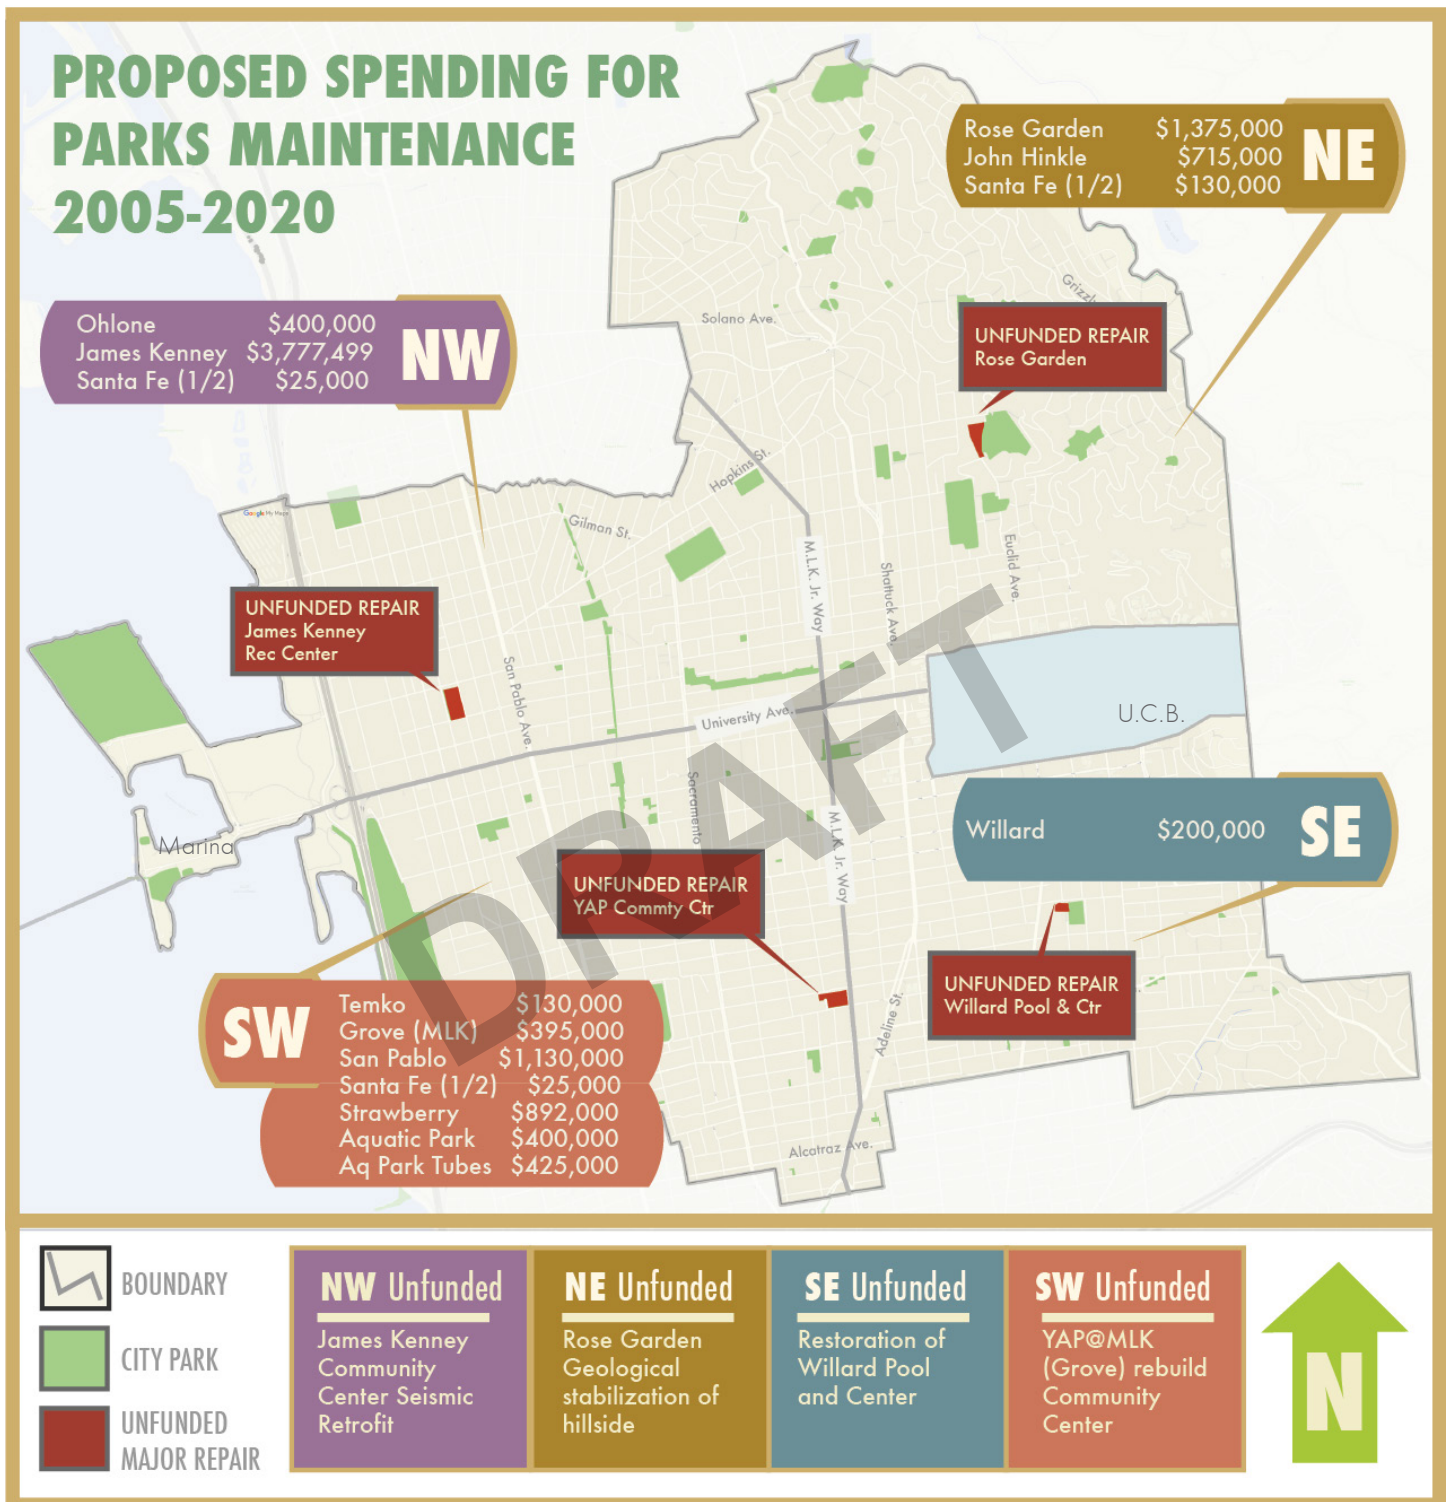 PROPOSED SPENDING FOR
PARKS MAINTENANCE
2005-2020
Rose Garden $1,375,000
John Hinkle $715,000
Santa Fe (1/2) $130,000
NE
Ohlone $400,000
James Kenney $3,777,499
Santa Fe (1/2) $25,000
NW
Solano Ave.
Grizzly
UNFUNDED REPAIR
Rose Garden
Hopkins St.
Google My Maps
Gilman St.
M.L.K. Jr. Way
Shattuck Ave.
Euclid Ave.
UNFUNDED REPAIR
James Kenney
Rec Center
San Pablo Ave.
University Ave.
U.C.B.
Sacramento
M.L.K. Jr. Way
Marina
DRAFT
Willard $200,000
SE
UNFUNDED REPAIR
YAP Commty Ctr
UNFUNDED REPAIR
Willard Pool & Ctr
Adeline St.
SW
Temko $130,000
Grove (MLK) $395,000
San Pablo $1,130,000
Santa Fe (1/2) $25,000
Strawberry $892,000
Aquatic Park $400,000
Aq Park Tubes $425,000
Alcatraz Ave.
BOUNDARY
CITY PARK
UNFUNDED
MAJOR REPAIR
NW Unfunded
James Kenney
Community
Center Seismic
Retrofit
NE Unfunded
Rose Garden
Geological
stabilization of
hillside
SE Unfunded
Restoration of
Willard Pool
and Center
SW Unfunded
YAP@MLK
(Grove) rebuild
Community
Center
N